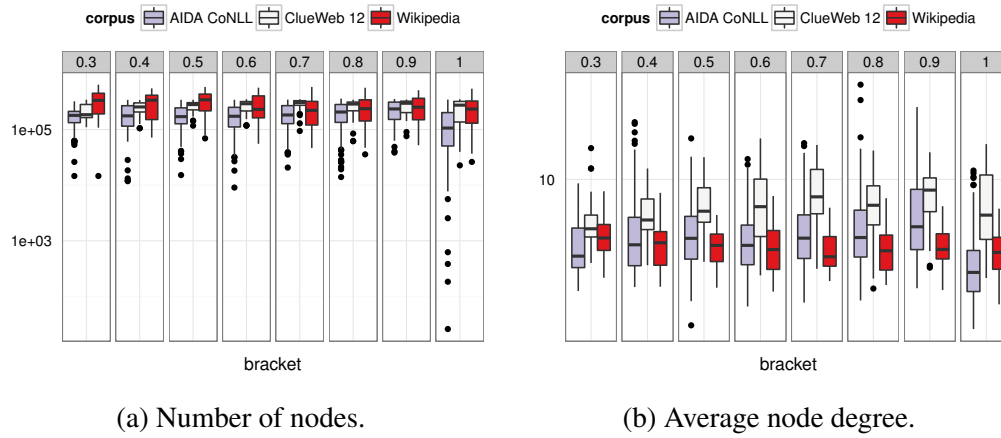 corpus AIDA CoNLL ClueWeb 12 Wikipedia
0.3 0.4 0.5 0.6 0.7 0.8 0.9 1
1e+05
1e+03
bracket
(a) Number of nodes.
corpus AIDA CoNLL ClueWeb 12 Wikipedia
0.3 0.4 0.5 0.6 0.7 0.8 0.9 1
10
bracket
(b) Average node degree.